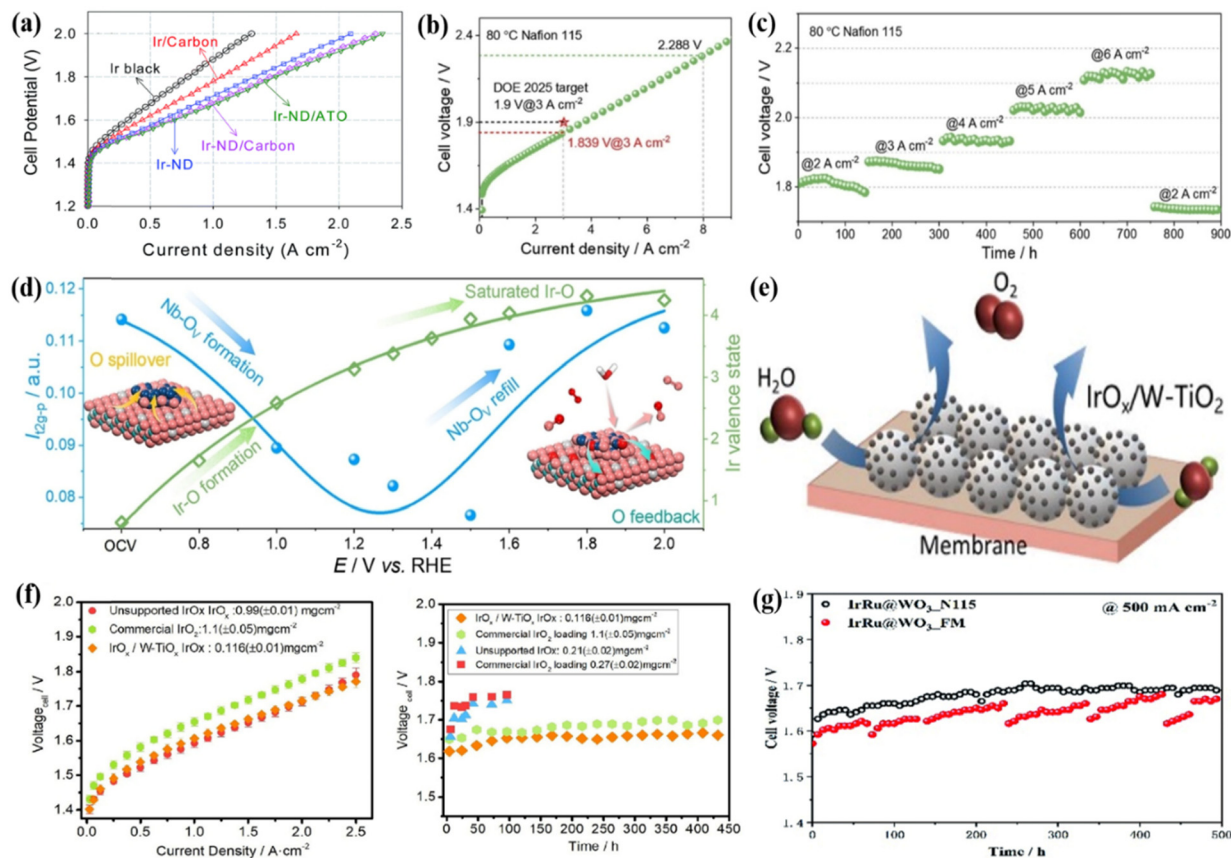 (a)
Cell Potential (V)
2.0
1.8
1.6
1.4
1.2
Ir/Carbon
Ir black
Ir-ND/ATO
Ir-ND/Carbon
Ir-ND
0.0 0.5 1.0 1.5 2.0 2.5
Current density (A cm⁻²)
(b)
Cell voltage / V
2.4
1.9
1.4
80 °C Nafion 115
2.288 V
DOE 2025 target
1.9 V@3 A cm⁻²
1.839 V@3 A cm⁻²
0 2 4 6 8
Current density / A cm⁻²
(c)
Cell voltage / V
2.2
2.0
1.8
80 °C Nafion 115
@6 A cm⁻²
@5 A cm⁻²
@4 A cm⁻²
@3 A cm⁻²
@2 A cm⁻²
@2 A cm⁻²
0 100 200 300 400 500 600 700 800 900
Time / h
(d)
I t2g-p / a.u.
0.12
0.11
0.10
0.09
0.08
Nb-Oᵥ formation
Saturated Ir-O
O spillover
Ir-O formation
Nb-Oᵥ refill
O feedback
4
3
2
1
Ir valence state
OCV 0.8 1.0 1.2 1.4 1.6 1.8 2.0
E / V vs. RHE
(e)
O₂
H₂O
IrOₓ/W-TiO₂
Membrane
(f)
Voltage cell / V
2.0
1.9
1.8
1.7
1.6
1.5
1.4
Unsupported IrOx IrOₓ :0.99(±0.01) mgcm⁻²
Commercial IrO₂:1.1(±0.05)mgcm⁻²
IrOₓ / W-TiOₓ IrOx : 0.116(±0.01)mgcm⁻²
0.0 0.5 1.0 1.5 2.0 2.5
Current Density / A·cm⁻²
Voltage cell / V
2.0
1.9
1.8
1.7
1.6
1.5
IrOₓ / W-TiOₓ IrOx : 0.116(±0.01)mgcm⁻²
Commercial IrO₂ loading 1.1(±0.05)mgcm⁻²
Unsupported IrOx: 0.21(±0.02)mgcm⁻²
Commercial IrO₂ loading 0.27(±0.02)mgcm⁻²
0 50 100 150 200 250 300 350 400 450
Time / h
(g)
Cell voltage / V
1.9
1.8
1.7
1.6
1.5
1.4
IrRu@WO₃_N115
IrRu@WO₃_FM
@ 500 mA cm⁻²
0 100 200 300 400 500
Time / h